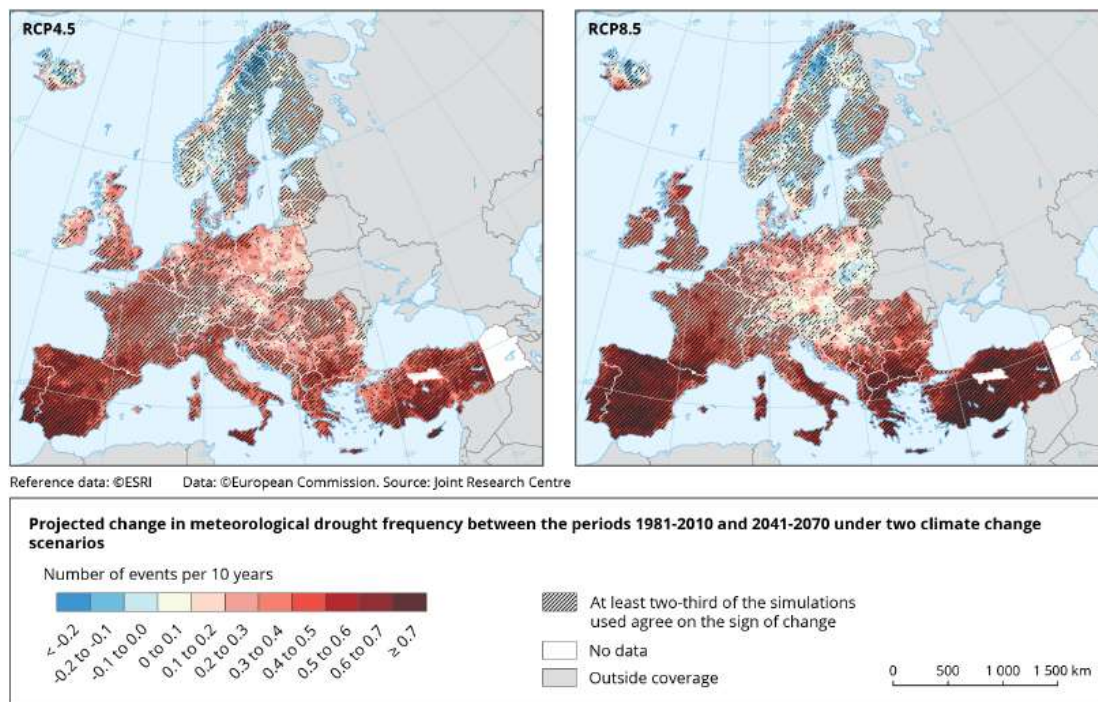 RCP4.5
RCP8.5
Reference data: ©ESRI Data: ©European Commission. Source: Joint Research Centre
Projected change in meteorological drought frequency between the periods 1981-2010 and 2041-2070 under two climate change
scenarios
Number of events per 10 years
< -0.2
-0.2 to -0.1
-0.1 to 0.0
0 to 0.1
0.1 to 0.2
0.2 to 0.3
0.3 to 0.4
0.4 to 0.5
0.5 to 0.6
0.6 to 0.7
≥ 0.7
At least two-third of the simulations
used agree on the sign of change
No data
Outside coverage
0 500 1 000 1 500 km